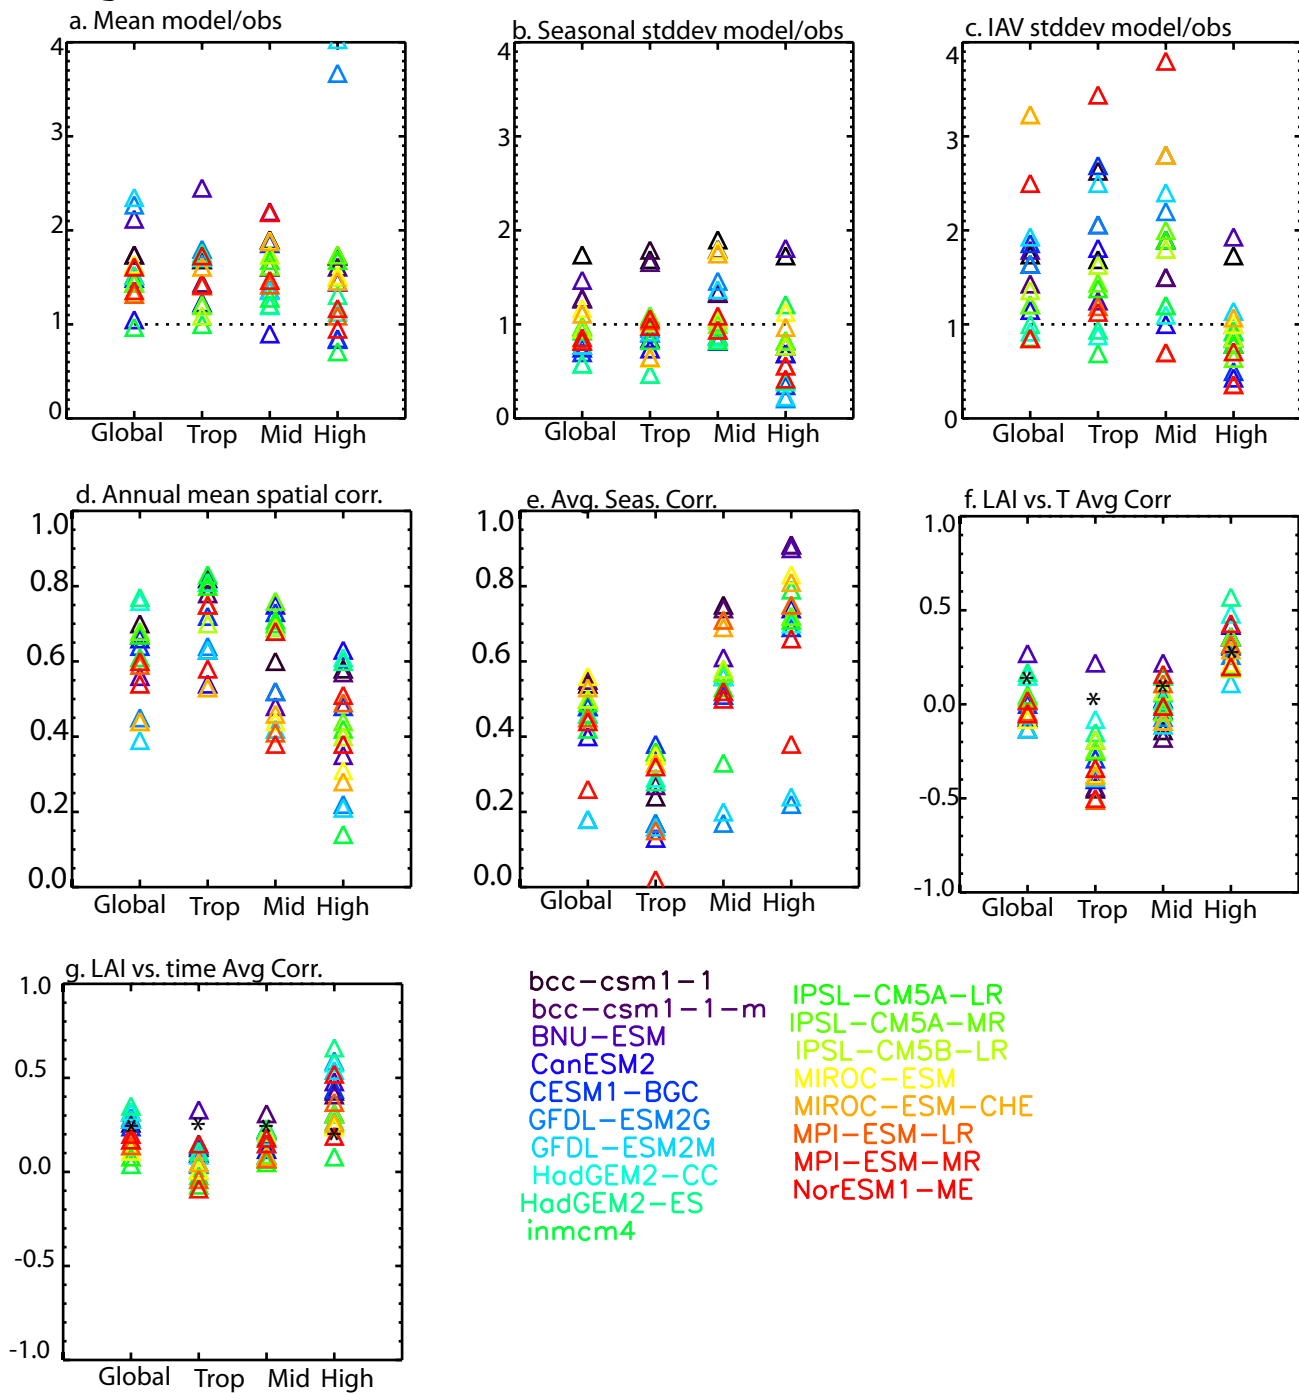 a. Mean model/obs
b. Seasonal stddev model/obs
c. IAV stddev model/obs
4
3
2
1
0
Global Trop Mid High
4
3
2
1
0
Global Trop Mid High
4
3
2
1
0
Global Trop Mid High
d. Annual mean spatial corr.
e. Avg. Seas. Corr.
f. LAI vs. T Avg Corr
1.0
0.8
0.6
0.4
0.2
0.0
Global Trop Mid High
1.0
0.8
0.6
0.4
0.2
0.0
Global Trop Mid High
1.0
0.5
0.0
-0.5
-1.0
Global Trop Mid High
g. LAI vs. time Avg Corr.
1.0
0.5
0.0
-0.5
-1.0
Global Trop Mid High
bcc-csm1-1
bcc-csm1-1-m
BNU-ESM
CanESM2
CESM1-BGC
GFDL-ESM2G
GFDL-ESM2M
HadGEM2-CC
HadGEM2-ES
inmcm4
IPSL-CM5A-LR
IPSL-CM5A-MR
IPSL-CM5B-LR
MIROC-ESM
MIROC-ESM-CHE
MPI-ESM-LR
MPI-ESM-MR
NorESM1-ME